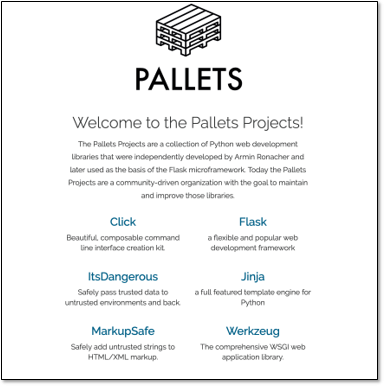 PALLETS
Welcome to the Pallets Projects!
The Pallets Projects are a collection of Python web development
libraries that were independently developed by Armin Ronacher and
later used as the basis of the Flask microframework. Today the Pallets
Projects are a community-driven organization with the goal to maintain
and improve those libraries.
Click
Beautiful, composable command
line interface creation kit.
Flask
a flexible and popular web
development framework
ItsDangerous
Safely pass trusted data to
untrusted environments and back.
Jinja
a full featured template engine for
Python
MarkupSafe
Safely add untrusted strings to
HTML/XML markup.
Werkzeug
The comprehensive WSGI web
application library.